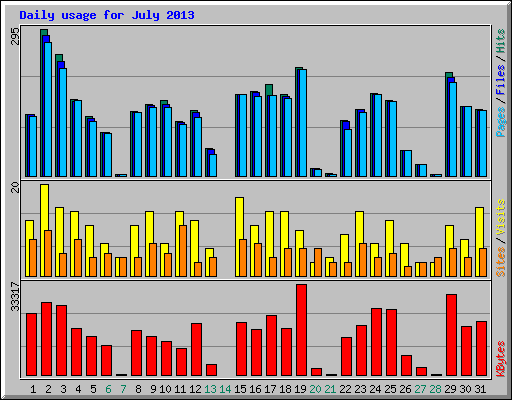 Daily usage for July 2013
295
Pages / Files / Hits
20
Sites / Visits
33317
KBytes
1 2 3 4 5 6 7 8 9 10 11 12 13 14 15 16 17 18 19 20 21 22 23 24 25 26 27 28 29 30 31